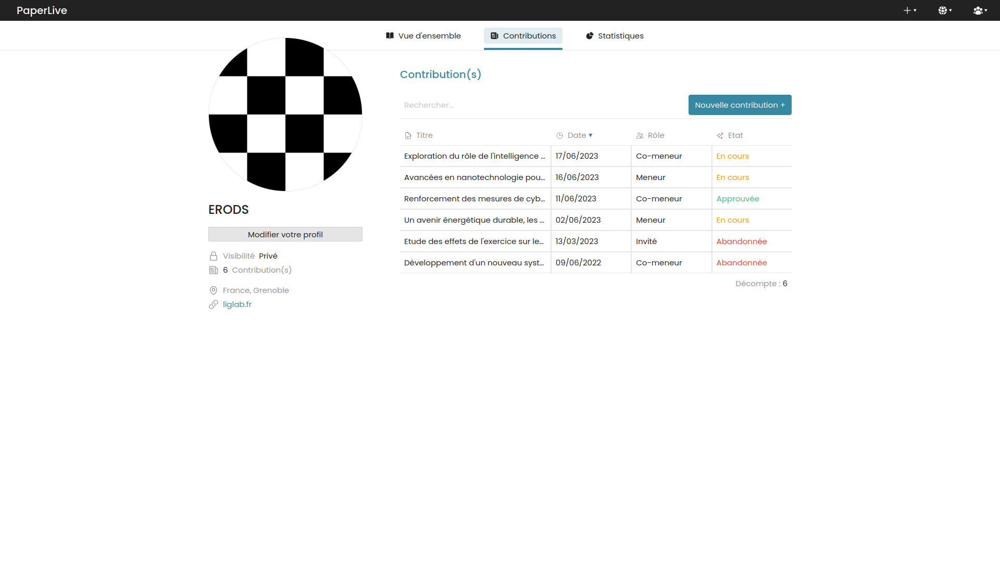 PaperLive
Vue d'ensemble
Contributions
Statistiques
ERODS
Modifier votre profil
Visibilité Privé
6 Contribution(s)
France, Grenoble
liglab.fr
Contribution(s)
Rechercher...
Nouvelle contribution +
Titre Date Rôle Etat
Exploration du rôle de l'intelligence ... 17/06/2023 Co-meneur En cours
Avancées en nanotechnologie pou... 16/06/2023 Meneur En cours
Renforcement des mesures de cyb... 11/06/2023 Co-meneur Approuvée
Un avenir énergétique durable, les ... 02/06/2023 Meneur En cours
Etude des effets de l'exercice sur le... 13/03/2023 Invité Abandonnée
Développement d'un nouveau syst... 09/06/2022 Co-meneur Abandonnée
Décompte : 6